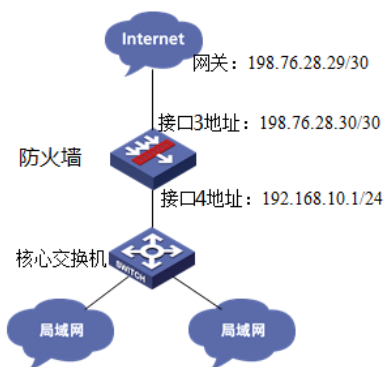 Internet
网关：198.76.28.29/30
接口3地址：198.76.28.30/30
防火墙
接口4地址：192.168.10.1/24
核心交换机
SWITCH
局域网
局域网